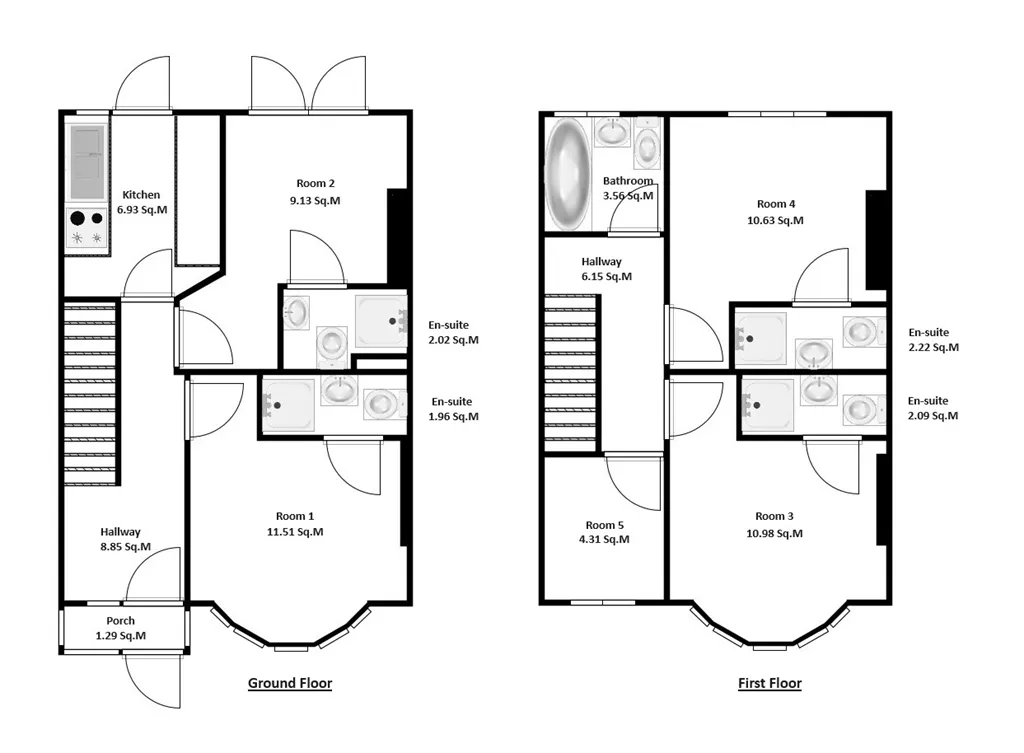 Kitchen
6.93 Sq.M
Room 2
9.13 Sq.M
En-suite
2.02 Sq.M
En-suite
1.96 Sq.M
Room 1
11.51 Sq.M
Hallway
8.85 Sq.M
Porch
1.29 Sq.M
Ground Floor
Bathroom
3.56 Sq.M
Room 4
10.63 Sq.M
Hallway
6.15 Sq.M
En-suite
2.22 Sq.M
En-suite
2.09 Sq.M
Room 5
4.31 Sq.M
Room 3
10.98 Sq.M
First Floor